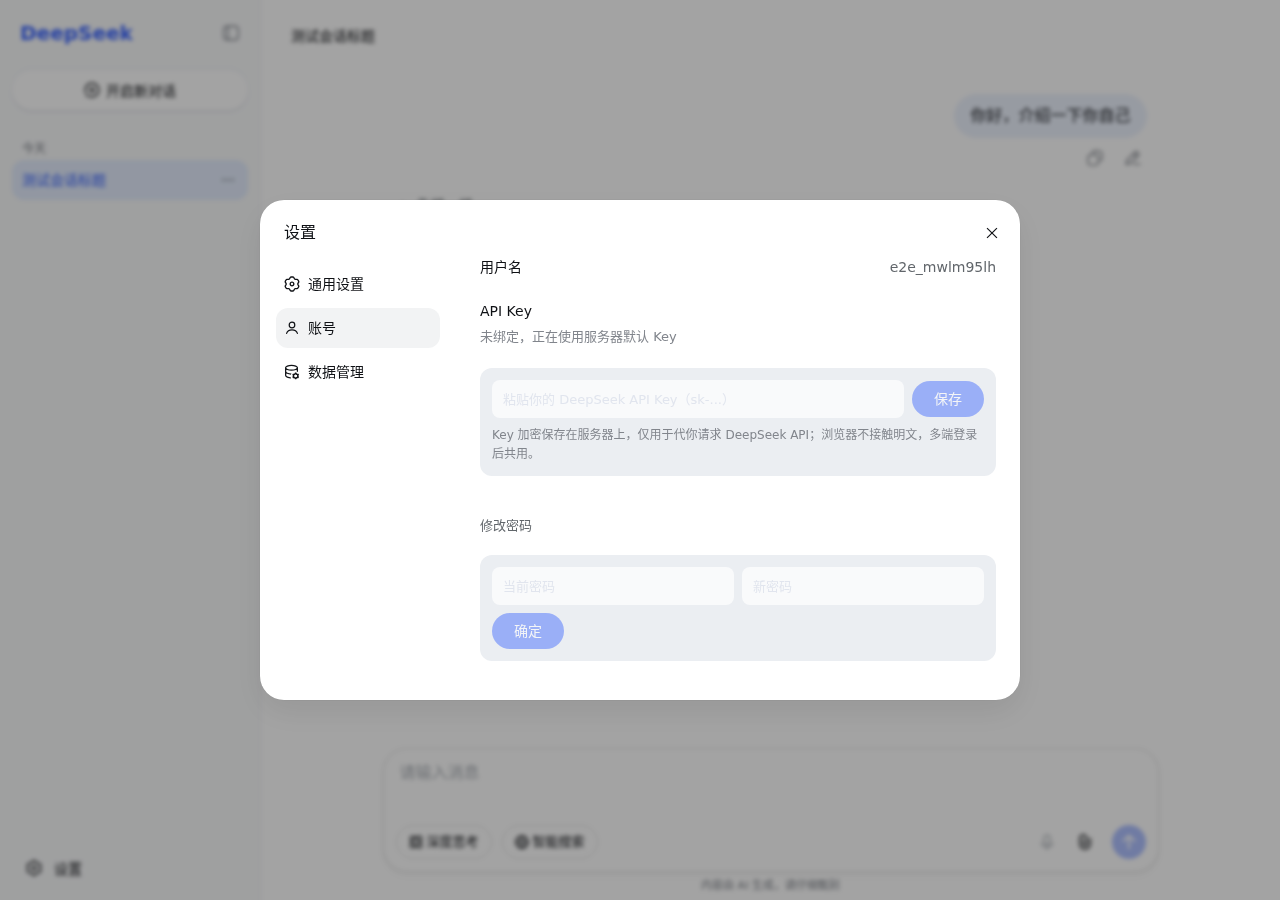 DeepSeek
测试会话标题
开启新对话
你好，介绍一下你自己
今天
测试会话标题
设置
用户名
e2e_mwlm95lh
通用设置
API Key
账号
未绑定，正在使用服务器默认 Key
数据管理
粘贴你的 DeepSeek API Key（sk-...）
保存
Key 加密保存在服务器上，仅用于代你请求 DeepSeek API；浏览器不接触明文，多端登录
后共用。
修改密码
当前密码
新密码
确定
请输入消息
深度思考
智能搜索
设置
内容由 AI 生成，请仔细甄别